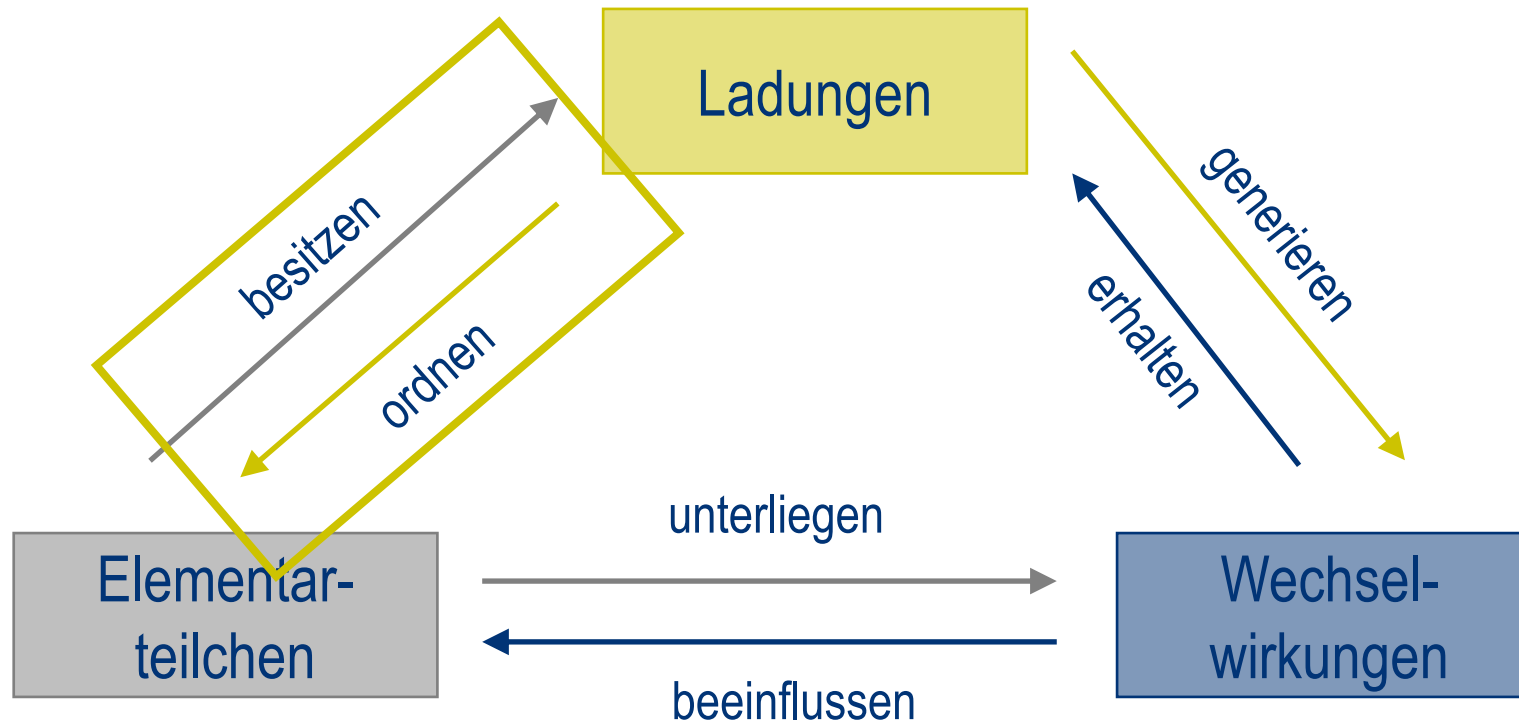 Ladungen
besitzen
ordnen
generieren
erhalten
unterliegen
Elementar-
teilchen
Wechsel-
wirkungen
beeinflussen